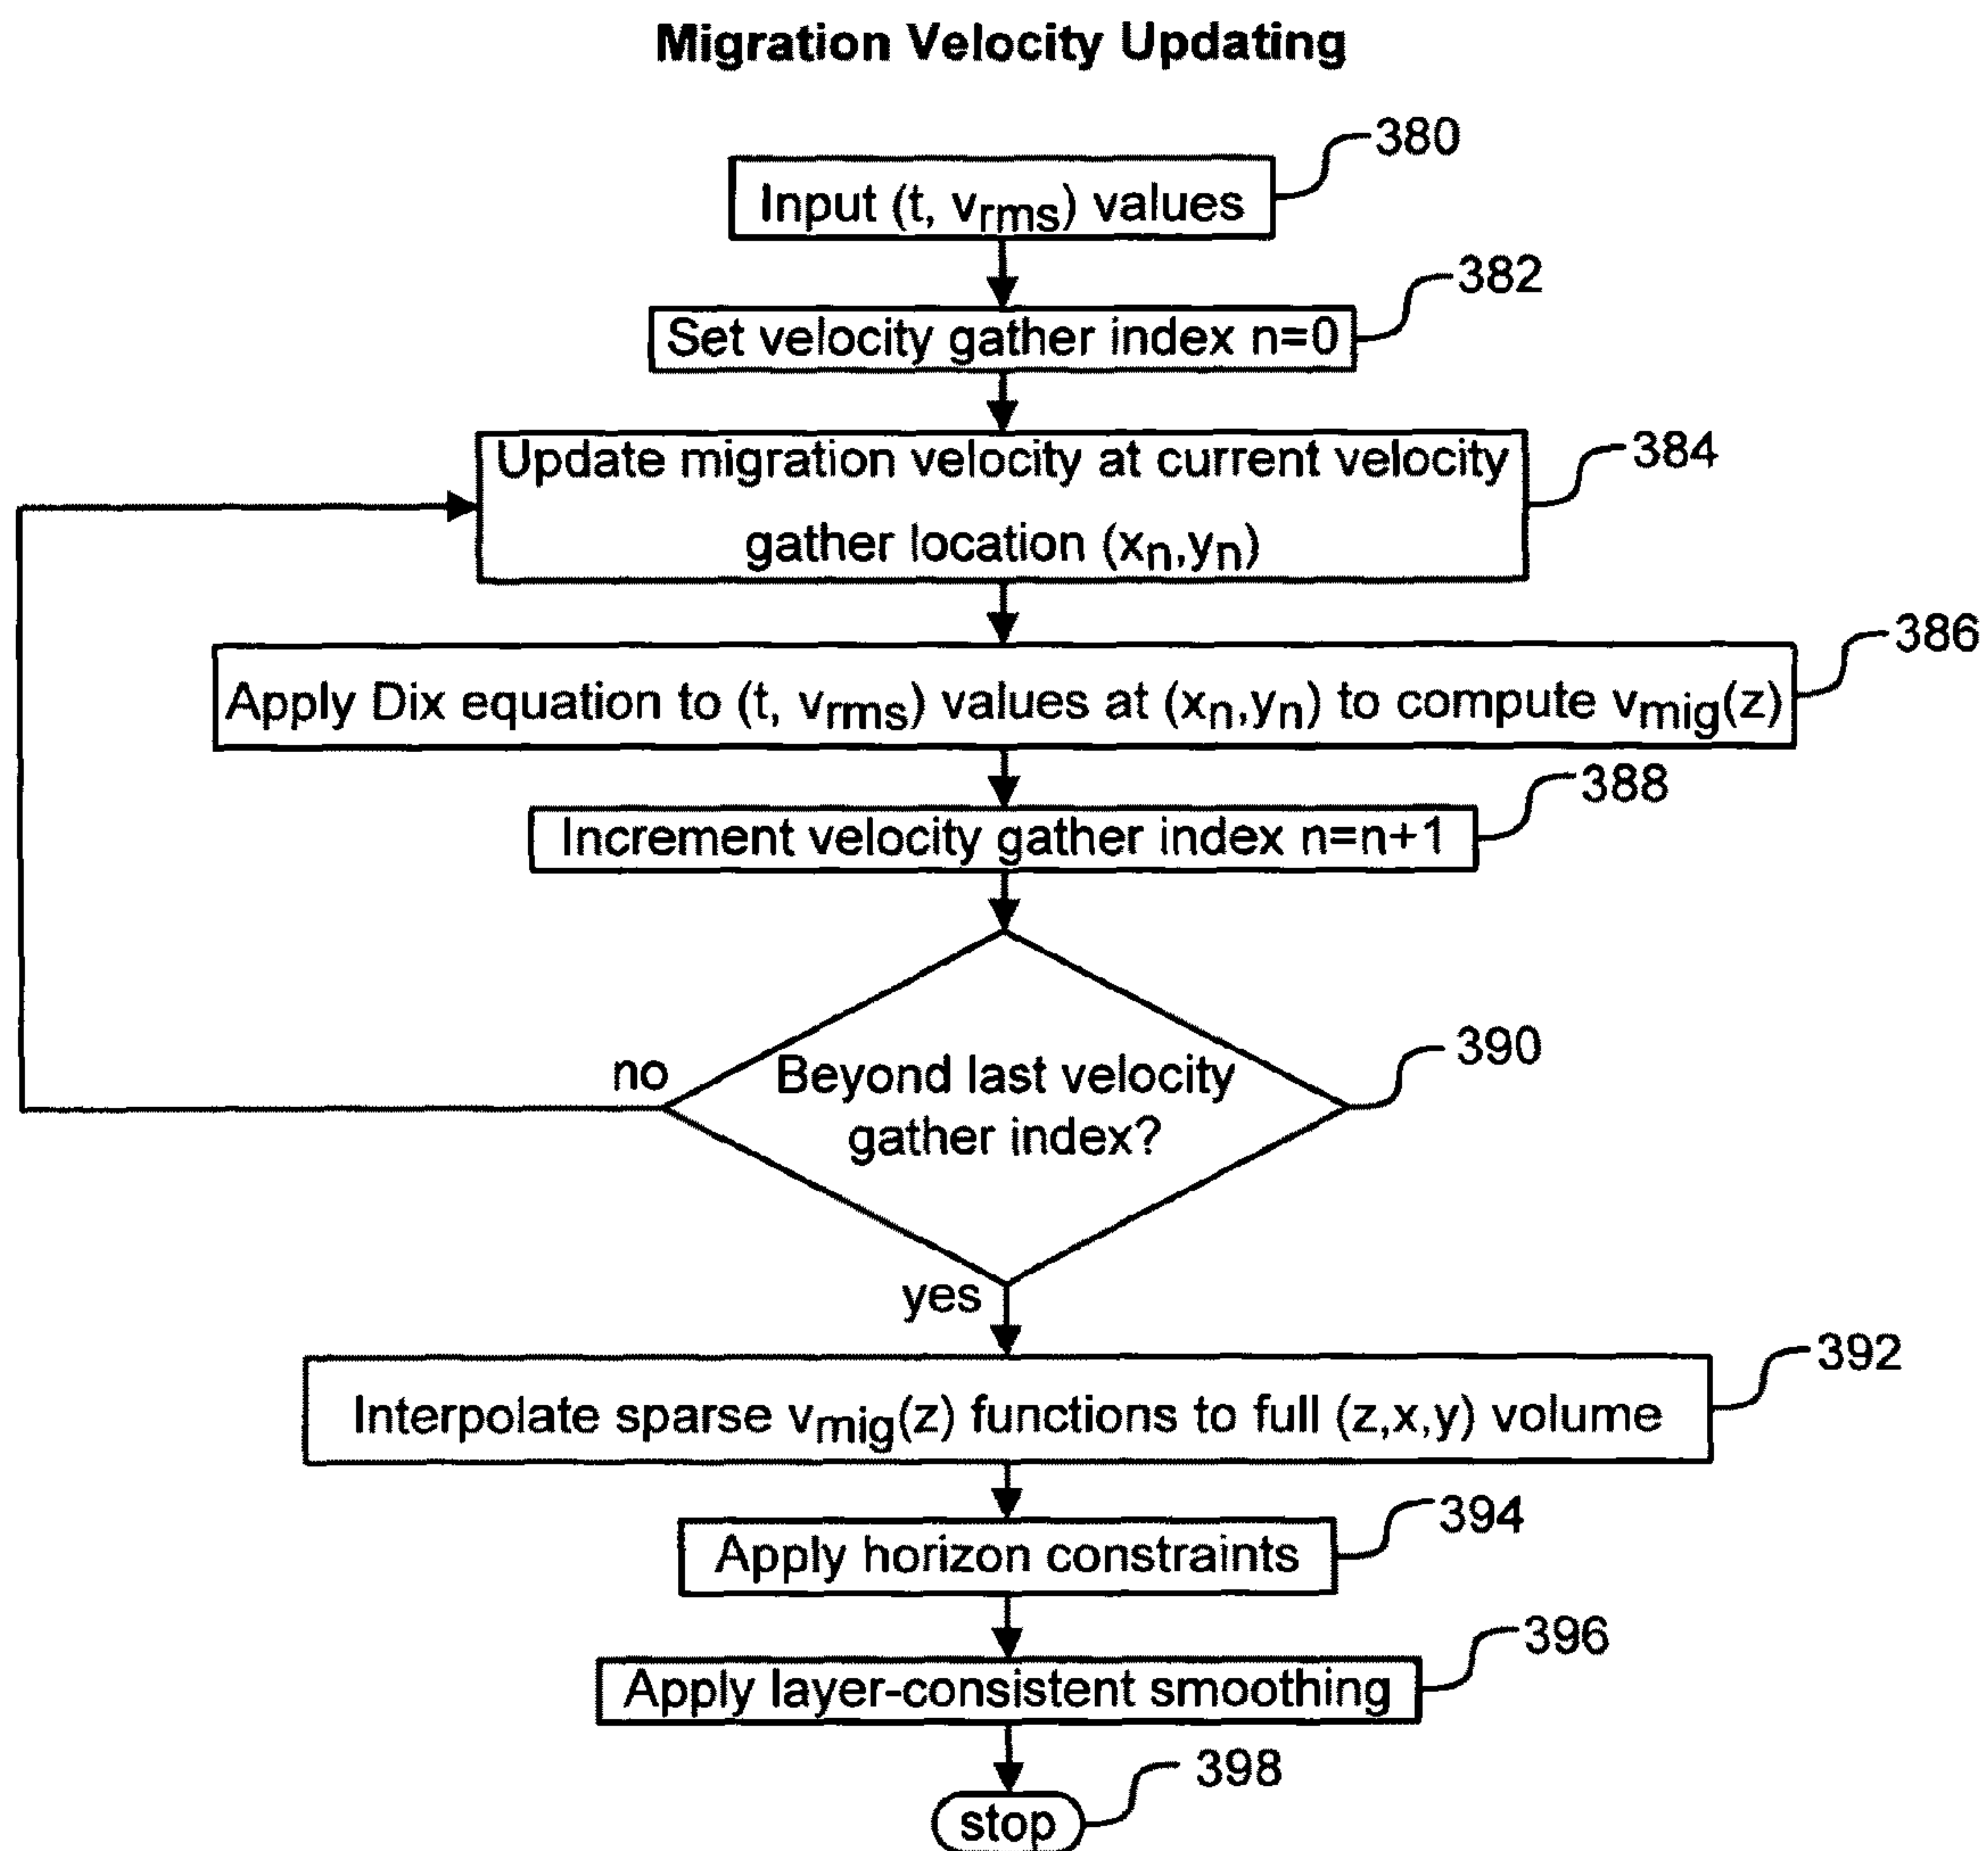 Migration Velocity Updating
380
Input (t, vrms) values
382
Set velocity gather index n=0
384
Update migration velocity at current velocity
gather location (xn,yn)
386
Apply Dix equation to (t, vrms) values at (xn,yn) to compute vmig(z)
388
Increment velocity gather index n=n+1
390
no
Beyond last velocity
gather index?
yes
392
Interpolate sparse vmig(z) functions to full (z,x,y) volume
394
Apply horizon constraints
396
Apply layer-consistent smoothing
398
stop